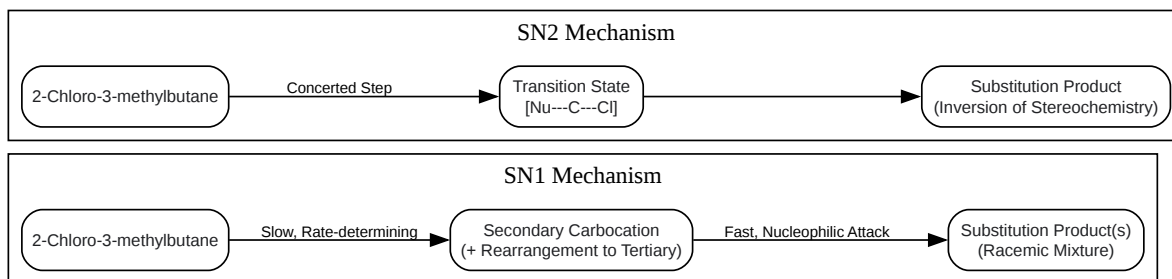 SN2 Mechanism
2-Chloro-3-methylbutane
Concerted Step
Transition State
[Nu---C---Cl]
Substitution Product
(Inversion of Stereochemistry)
SN1 Mechanism
2-Chloro-3-methylbutane
Slow, Rate-determining
Secondary Carbocation
(+ Rearrangement to Tertiary)
Fast, Nucleophilic Attack
Substitution Product(s)
(Racemic Mixture)